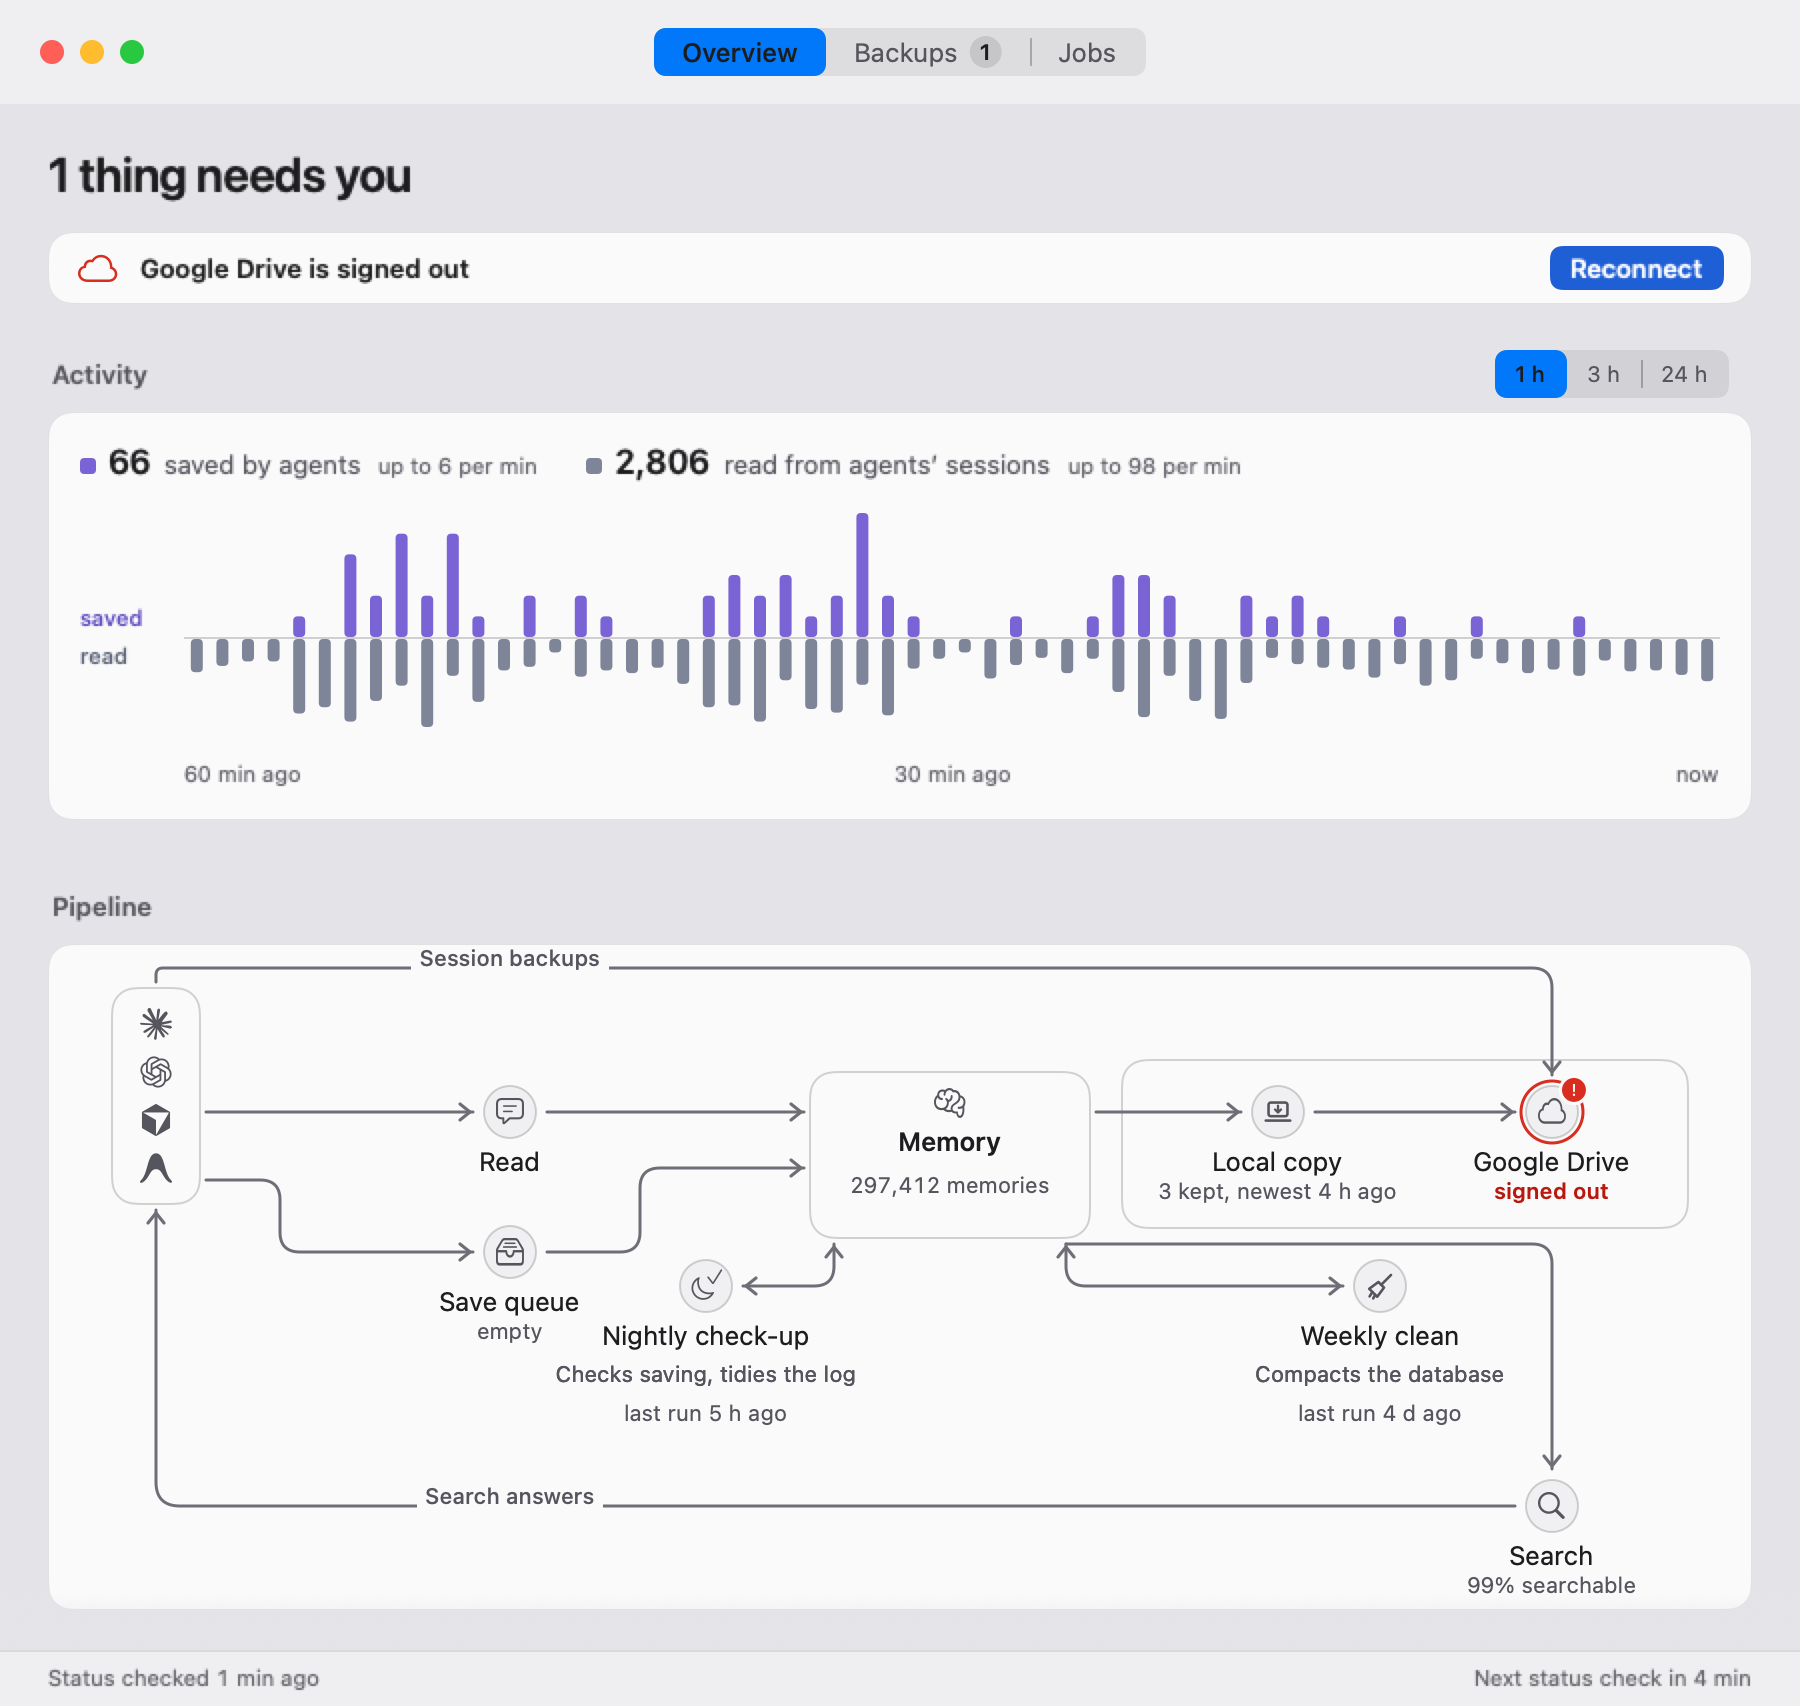 Overview
Backups 1
Jobs
1 thing needs you
Google Drive is signed out
Reconnect
Activity
1 h
3 h
24 h
66 saved by agents up to 6 per min
2,806 read from agents’ sessions up to 98 per min
saved
read
60 min ago
30 min ago
now
Pipeline
Session backups
Read
Memory
297,412 memories
Local copy
3 kept, newest 4 h ago
!
Google Drive
signed out
Save queue
empty
Nightly check-up
Checks saving, tidies the log
last run 5 h ago
Weekly clean
Compacts the database
last run 4 d ago
Search answers
Search
99% searchable
Status checked 1 min ago
Next status check in 4 min